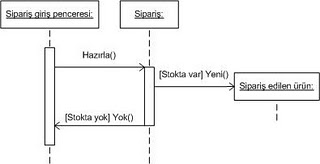 Sipariş giriş penceresi:
Sipariş:
Hazırla()
[Stokta var] Yeni()
Sipariş edilen ürün:
[Stokta yok] Yok()